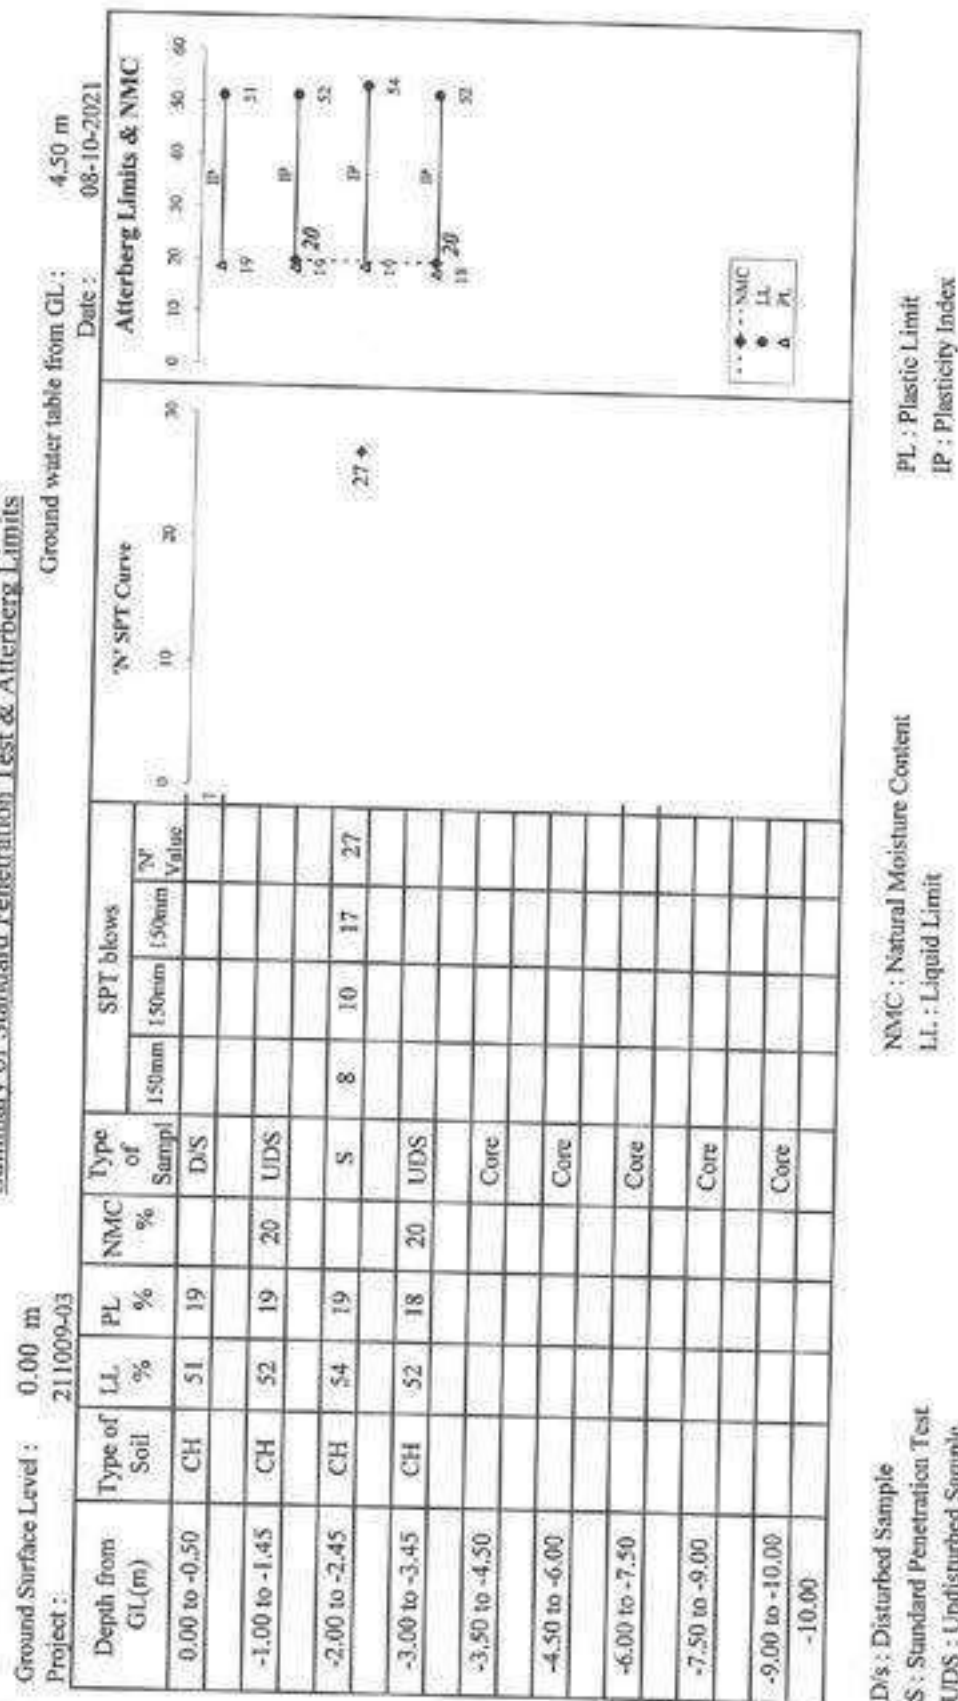 Summary of Standard Penetration Test & Atterberg Limits
Ground Surface Level : 0.00 m
Ground water table from GL : 4.50 m
Project : 211009-03
Date : 08-10-2021
Depth from GL(m) Type of Soil LL % PL % NMC % Type of Sampl SPT blows 'N' SPT Curve Atterberg Limits & NMC
150mm 150mm 150mm 'N' Value
0 10 20 30
0 10 20 30 40 50 60
0.00 to -0.50 CH 51 19 D/S
19 IP 51
-1.00 to -1.45 CH 52 19 20 UDS
19 20 IP 52
-2.00 to -2.45 CH 54 19 S 8 10 17 27
27
19 IP 54
-3.00 to -3.45 CH 52 18 20 UDS
18 20 IP 52
-3.50 to -4.50 Core
-4.50 to -6.00 Core
-6.00 to -7.50 Core
-7.50 to -9.00 Core
-9.00 to -10.00 Core
-10.00
NMC
LL
PL
D/s : Disturbed Sample
NMC : Natural Moisture Content
PL : Plastic Limit
S : Standard Penetration Test
LL : Liquid Limit
IP : Plasticity Index
UDS : Undisturbed Sample